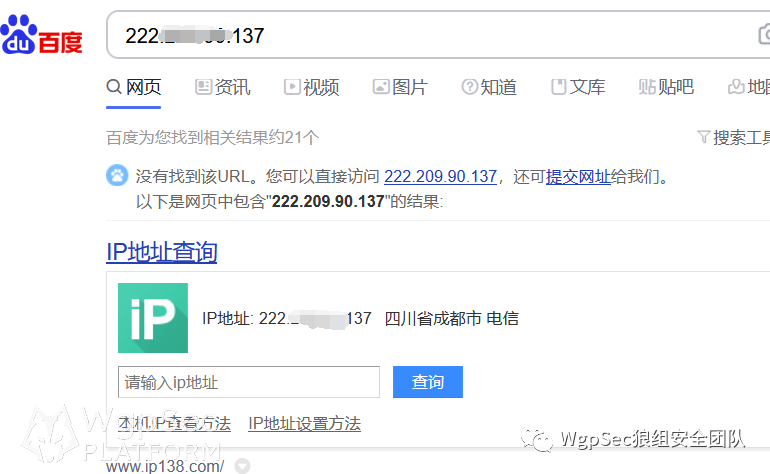 du百度
222. .137
网页 资讯 视频 图片 知道 文库 贴吧
百度为您找到相关结果约21个
搜索工具
没有找到该URL。您可以直接访问 222.209.90.137，还可提交网址给我们。
以下是网页中包含"222.209.90.137"的结果:
IP地址查询
iP
IP地址: 222. 137 四川省成都市 电信
请输入ip地址
查询
本机IP查看方法 IP地址设置方法
WgpSec
PLATFORM
WgpSec狼组安全团队
www.ip138.com/